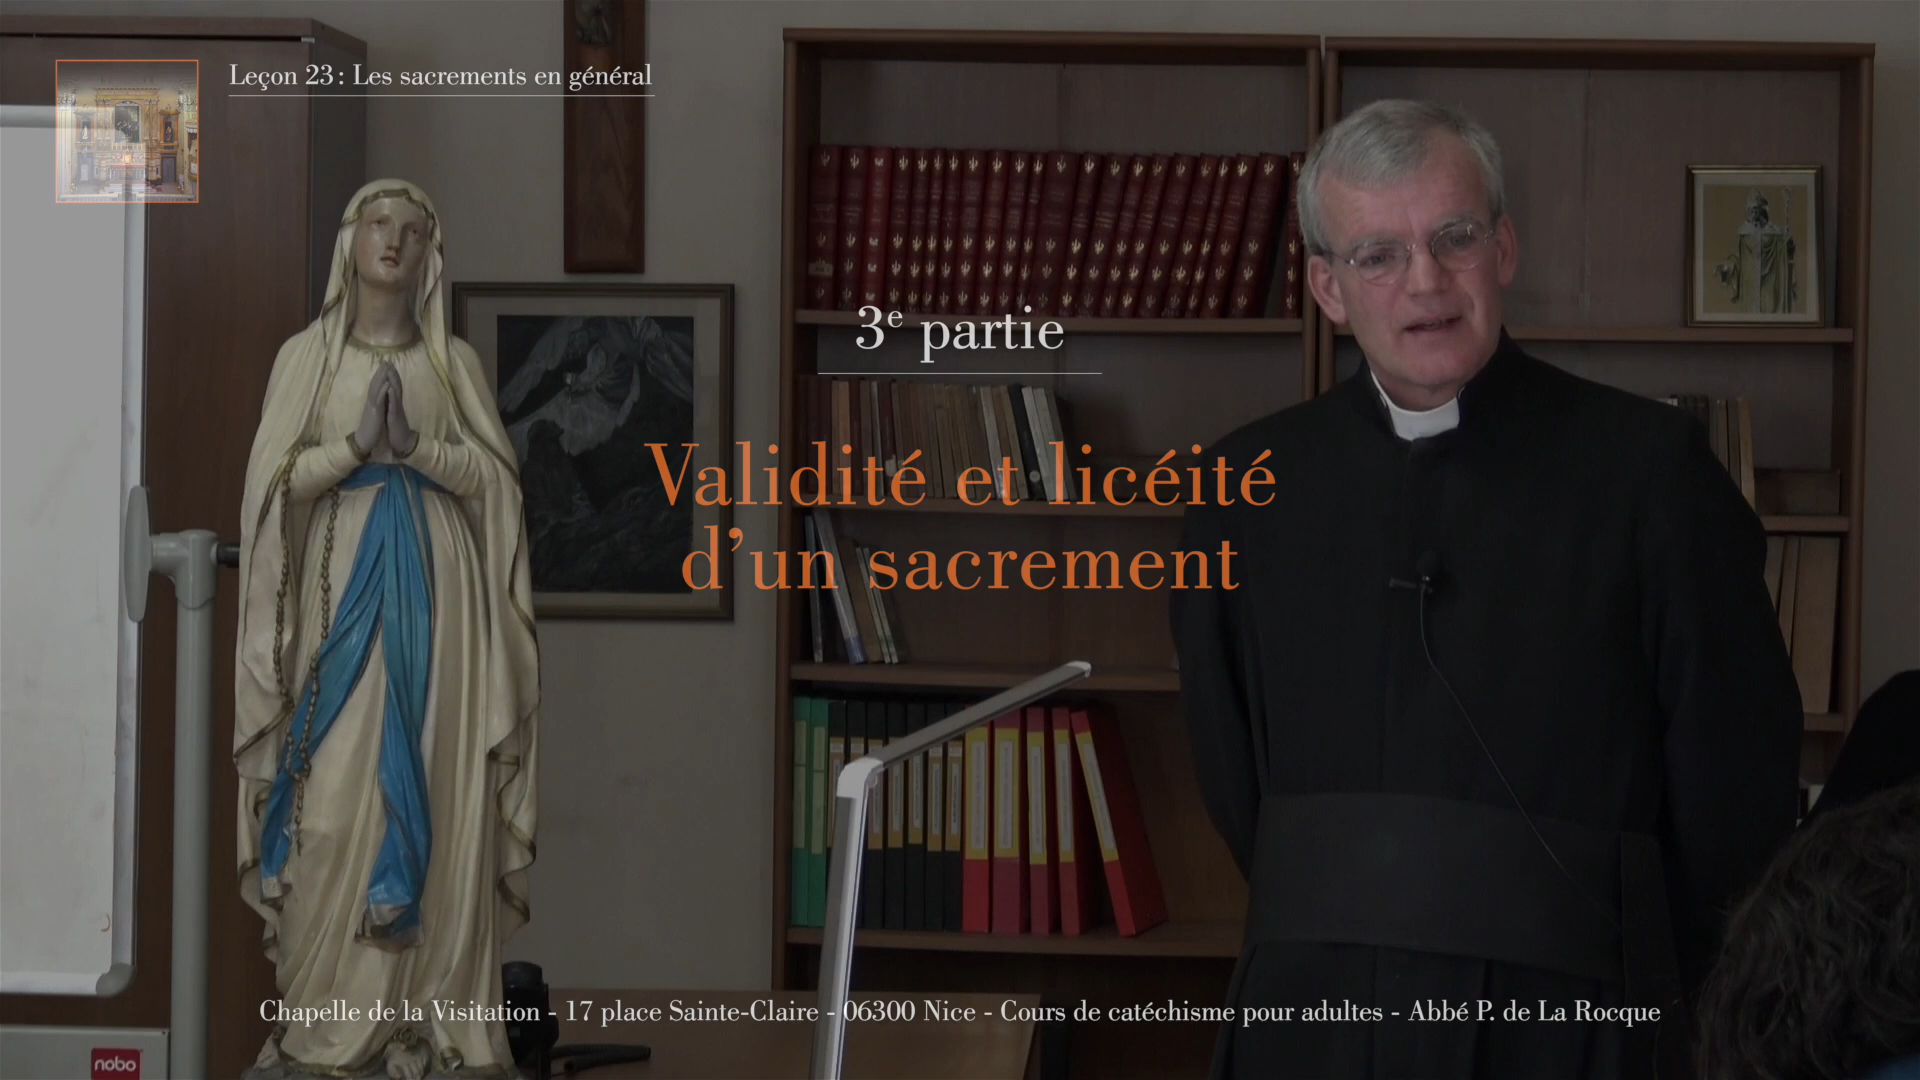 Leçon 23 : Les sacrements en général
3e partie
Validité et licéité
d’un sacrement
Chapelle de la Visitation - 17 place Sainte-Claire - 06300 Nice - Cours de catéchisme pour adultes - Abbé P. de La Rocque
nobo